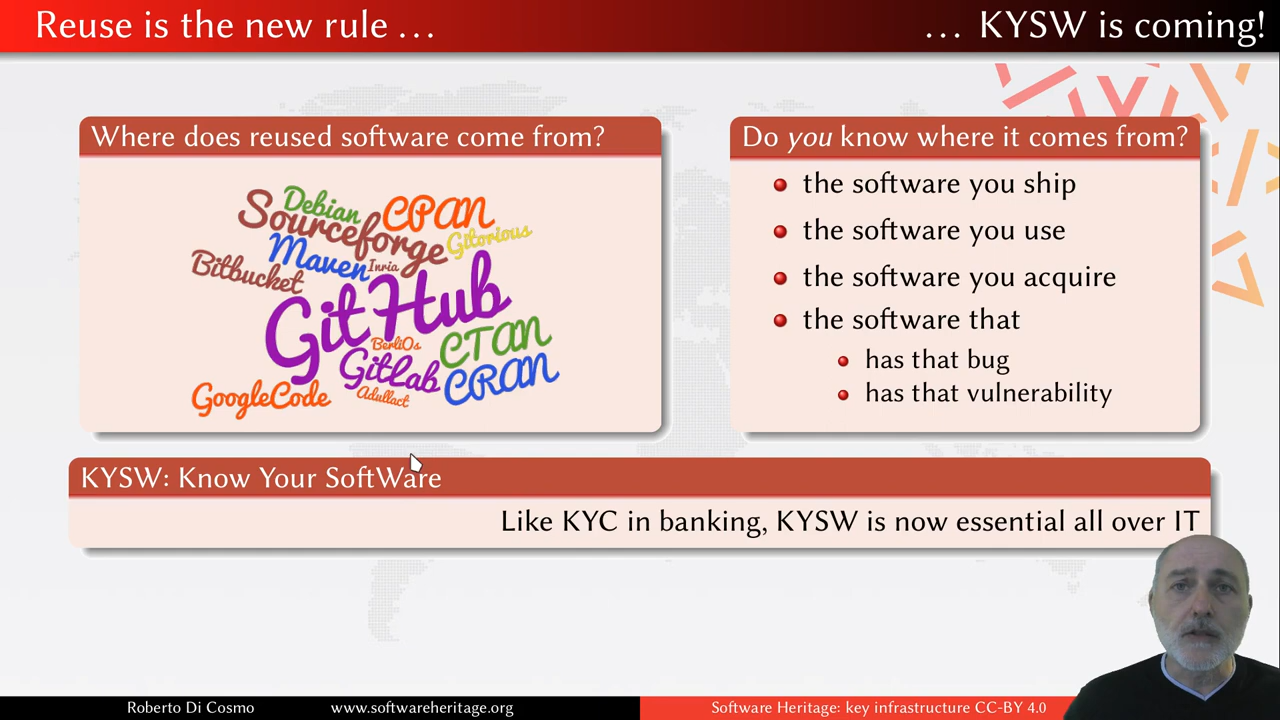 Reuse is the new rule …
… KYSW is coming!
Where does reused software come from?
Debian
CPAN
Sourceforge
Gitorious
Maven
Inria
Bitbucket
GitHub
BerliOs
CTAN
GitLab
CRAN
GoogleCode
Adullact
Do you know where it comes from?
the software you ship
the software you use
the software you acquire
the software that
has that bug
has that vulnerability
KYSW: Know Your SoftWare
Like KYC in banking, KYSW is now essential all over IT
Roberto Di Cosmo
www.softwareheritage.org
Software Heritage: key infrastructure CC-BY 4.0